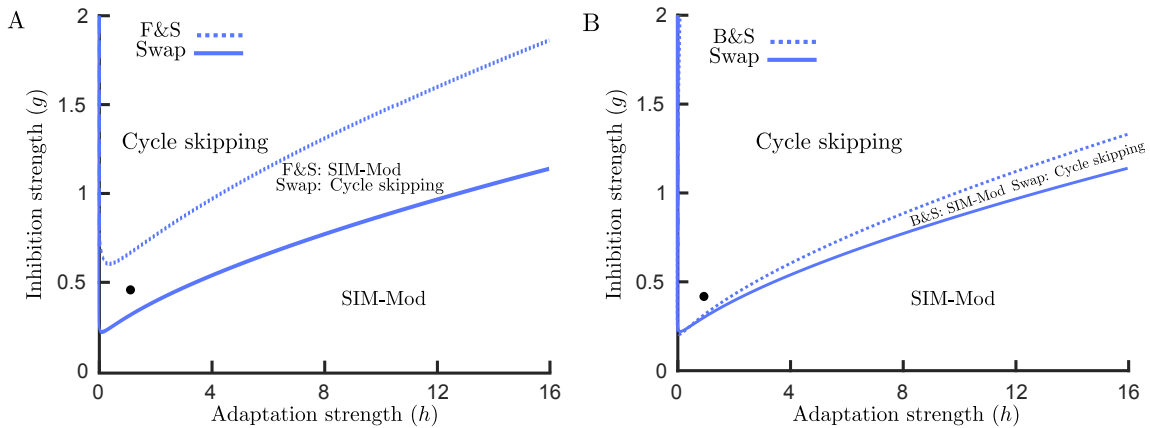 A
F&S
Swap
Inhibition strength (g)
2
1.5
1
0.5
0
Cycle skipping
F&S: SIM-Mod
Swap: Cycle skipping
SIM-Mod
0
4
8
12
16
Adaptation strength (h)
B
B&S
Swap
Inhibition strength (g)
2
1.5
1
0.5
0
Cycle skipping
B&S: SIM-Mod Swap: Cycle skipping
SIM-Mod
0
4
8
12
16
Adaptation strength (h)